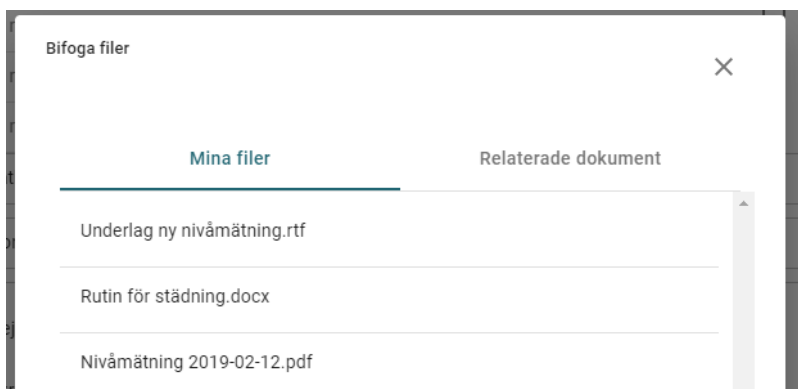 Bifoga filer
Mina filer
Relaterade dokument
Underlag ny nivåmätning.rtf
Rutin för städning.docx
Nivåmätning 2019-02-12.pdf